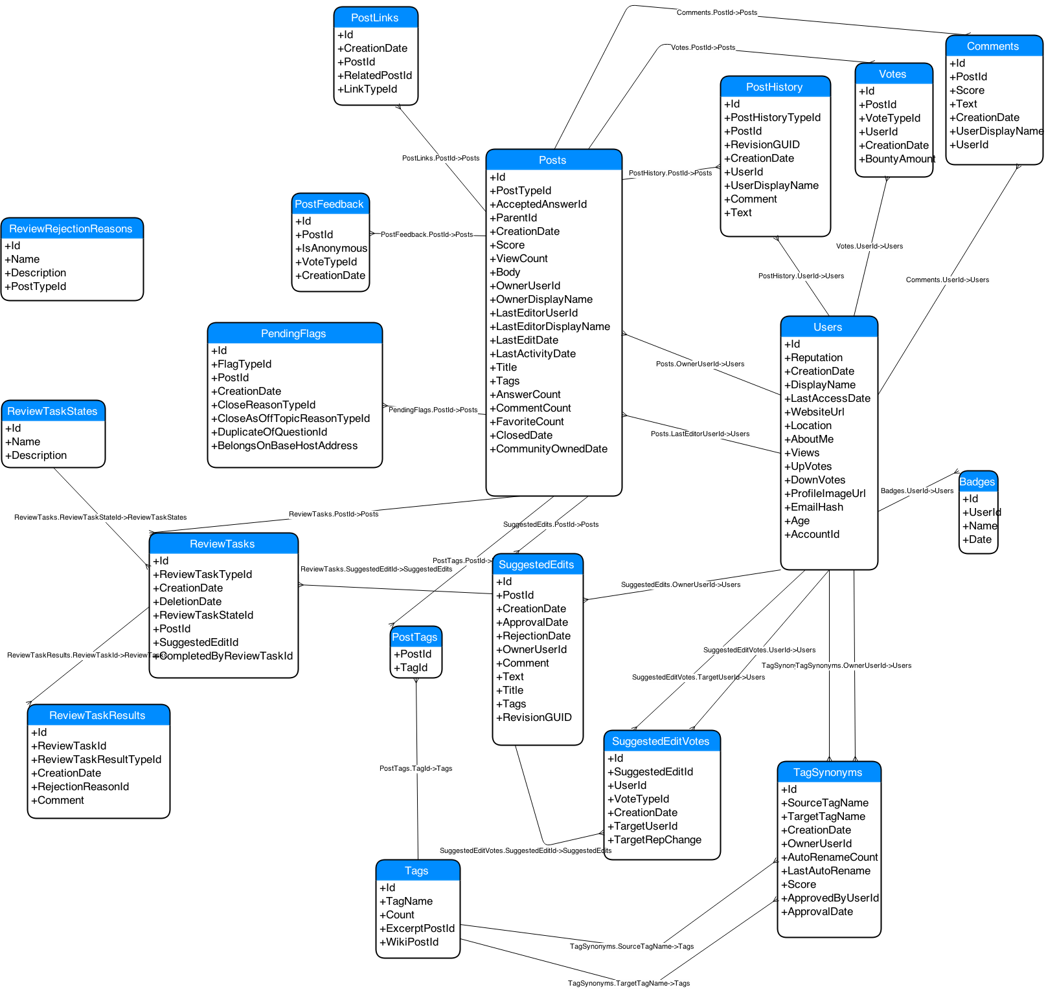 PostLinks
+Id
+CreationDate
+PostId
+RelatedPostId
+LinkTypeId
Comments.PostId->Posts
Votes.PostId->Posts
Comments
+Id
+PostId
+Score
+Text
+CreationDate
+UserDisplayName
+UserId
Votes
+Id
+PostId
+VoteTypeId
+UserId
+CreationDate
+BountyAmount
PostHistory
+Id
+PostHistoryTypeId
+PostId
+RevisionGUID
+CreationDate
+UserId
+UserDisplayName
+Comment
+Text
PostLinks.PostId->Posts
PostHistory.PostId->Posts
Posts
+Id
+PostTypeId
+AcceptedAnswerId
+ParentId
+CreationDate
+Score
+ViewCount
+Body
+OwnerUserId
+OwnerDisplayName
+LastEditorUserId
+LastEditorDisplayName
+LastEditDate
+LastActivityDate
+Title
+Tags
+AnswerCount
+CommentCount
+FavoriteCount
+ClosedDate
+CommunityOwnedDate
PostFeedback
+Id
+PostId
+IsAnonymous
+VoteTypeId
+CreationDate
PostFeedback.PostId->Posts
ReviewRejectionReasons
+Id
+Name
+Description
+PostTypeId
Votes.UserId->Users
PostHistory.UserId->Users
Comments.UserId->Users
PendingFlags
+Id
+FlagTypeId
+PostId
+CreationDate
+CloseReasonTypeId
+CloseAsOffTopicReasonTypeId
+DuplicateOfQuestionId
+BelongsOnBaseHostAddress
PendingFlags.PostId->Posts
Users
+Id
+Reputation
+CreationDate
+DisplayName
+LastAccessDate
+WebsiteUrl
+Location
+AboutMe
+Views
+UpVotes
+DownVotes
+ProfileImageUrl
+EmailHash
+Age
+AccountId
Posts.OwnerUserId->Users
Posts.LastEditorUserId->Users
ReviewTaskStates
+Id
+Name
+Description
Badges
+Id
+UserId
+Name
+Date
Badges.UserId->Users
ReviewTasks.ReviewTaskStateId->ReviewTaskStates
ReviewTasks.PostId->Posts
SuggestedEdits.PostId->Posts
PostTags.PostId->
ReviewTasks
+Id
+ReviewTaskTypeId
+CreationDate
+DeletionDate
+ReviewTaskStateId
+PostId
+SuggestedEditId
+CompletedByReviewTaskId
ReviewTasks.SuggestedEditId->SuggestedEdits
SuggestedEdits
+Id
+PostId
+CreationDate
+ApprovalDate
+RejectionDate
+OwnerUserId
+Comment
+Text
+Title
+Tags
+RevisionGUID
SuggestedEdits.OwnerUserId->Users
PostTags
+PostId
+TagId
ReviewTaskResults.ReviewTaskId->
SuggestedEditVotes.UserId->Users
SuggestedEditVotes.TargetUserId->Users
TagSynonyms.OwnerUserId->Users
ReviewTaskResults
+Id
+ReviewTaskId
+ReviewTaskResultTypeId
+CreationDate
+RejectionReasonId
+Comment
SuggestedEditVotes
+Id
+SuggestedEditId
+UserId
+VoteTypeId
+CreationDate
+TargetUserId
+TargetRepChange
PostTags.TagId->Tags
SuggestedEditVotes.SuggestedEditId->SuggestedEdits
TagSynonyms
+Id
+SourceTagName
+TargetTagName
+CreationDate
+OwnerUserId
+AutoRenameCount
+LastAutoRename
+Score
+ApprovedByUserId
+ApprovalDate
Tags
+Id
+TagName
+Count
+ExcerptPostId
+WikiPostId
TagSynonyms.SourceTagName->Tags
TagSynonyms.TargetTagName->Tags